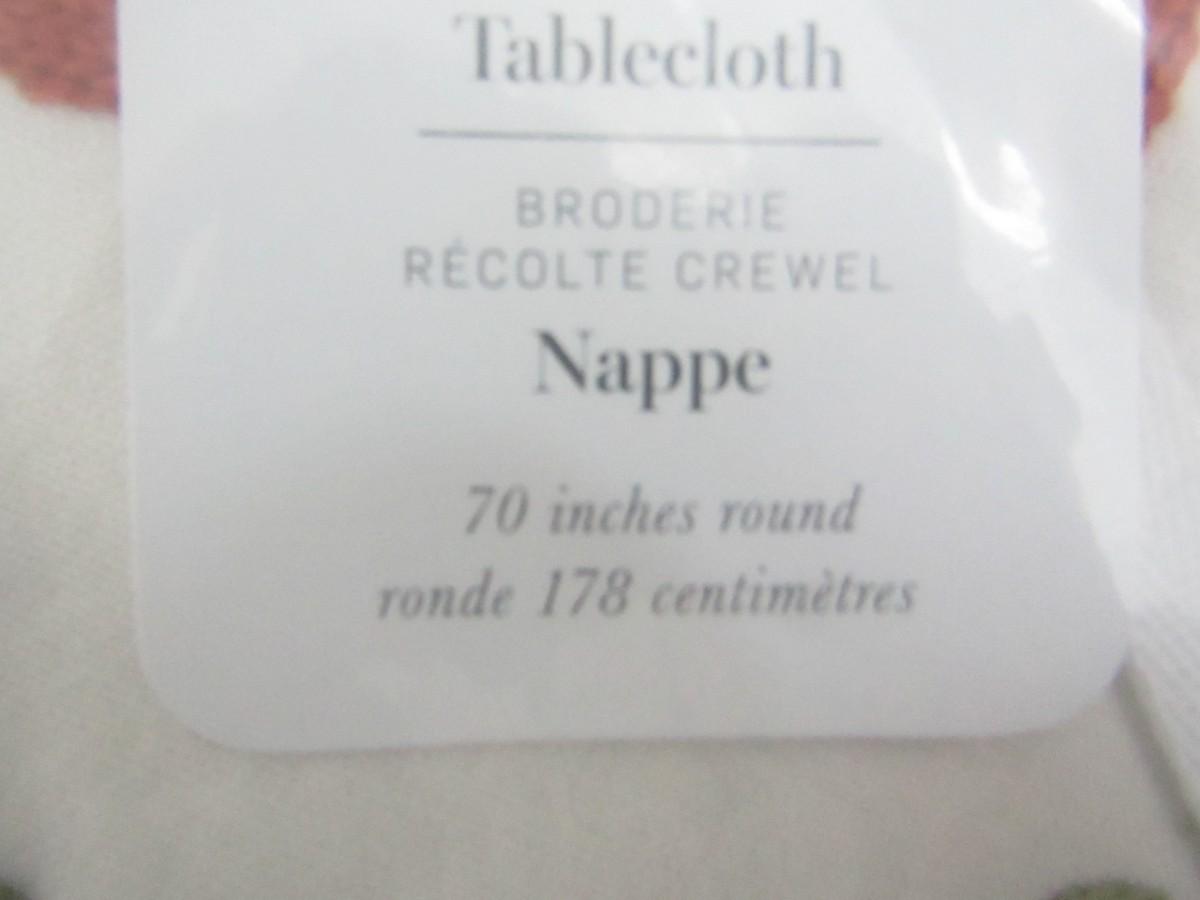 Tablecloth
BRODERIE
RÉCOLTE CREWEL
Nappe
70 inches round
ronde 178 centimètres